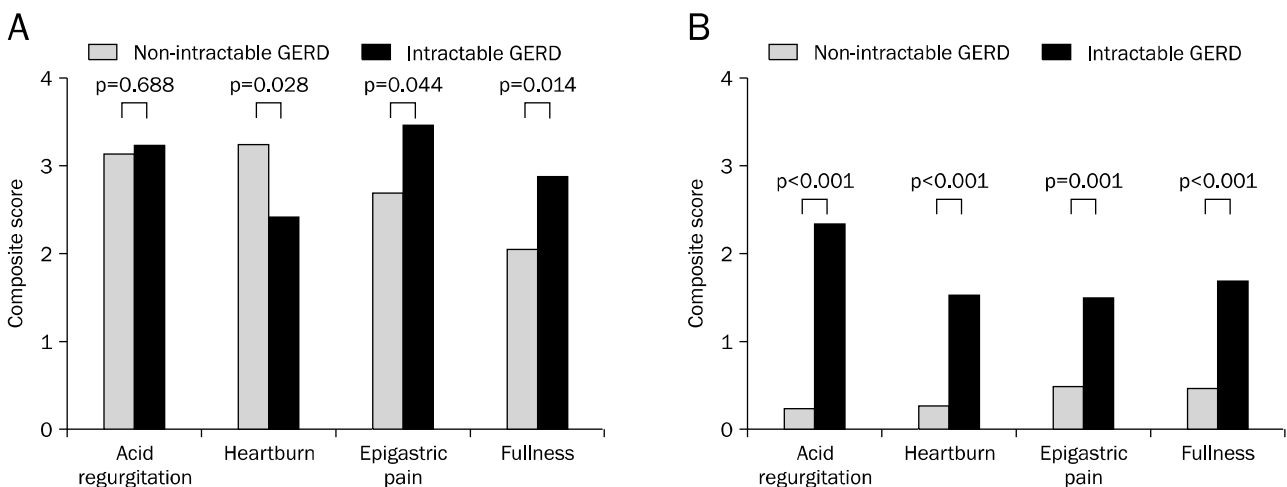 A
Non-intractable GERD Intractable GERD
4
3
2
1
0
Composite score
p=0.688 p=0.028 p=0.044 p=0.014
Acid
regurgitation
Heartburn
Epigastric
pain
Fullness
B
Non-intractable GERD Intractable GERD
4
3
2
1
0
Composite score
p<0.001 p<0.001 p=0.001 p<0.001
Acid
regurgitation
Heartburn
Epigastric
pain
Fullness